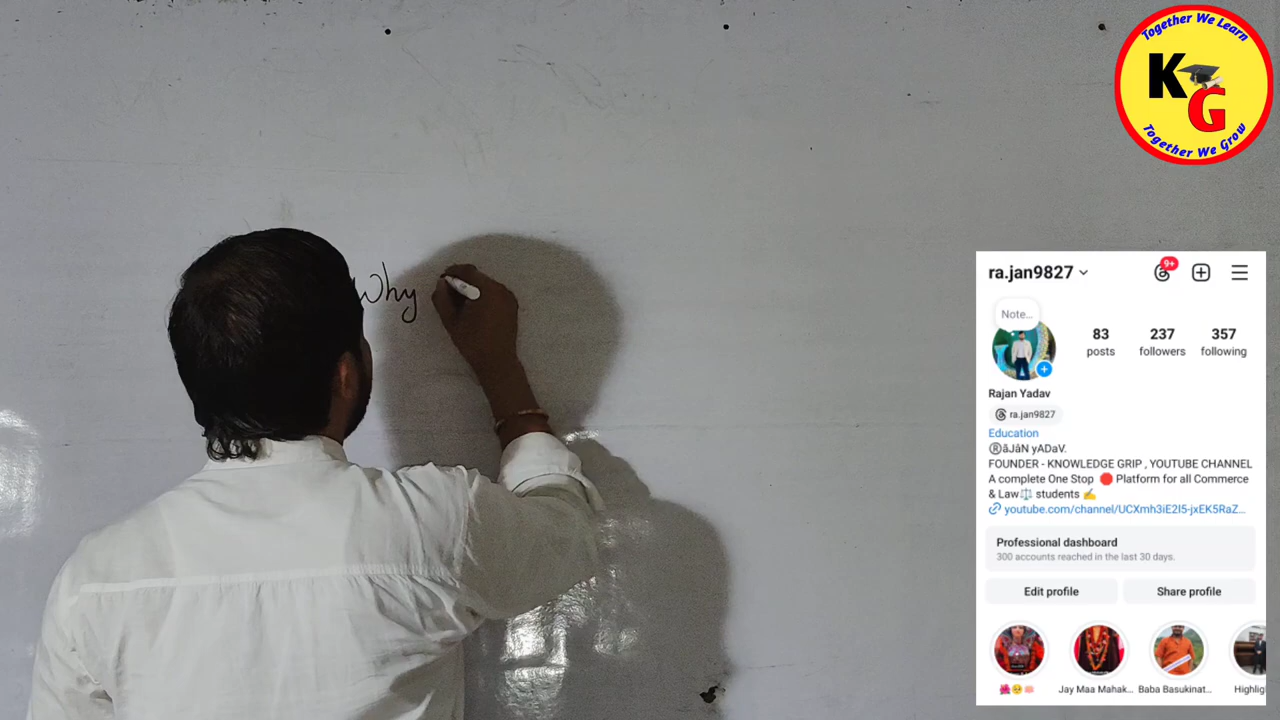 Together We Learn
K
G
Together We Grow
Why
ra.jan9827
9+
Note...
83 237 357
posts followers following
Rajan Yadav
ra.jan9827
Education
ⓇāJâN yADaV.
FOUNDER - KNOWLEDGE GRIP , YOUTUBE CHANNEL
A complete One Stop 🛑 Platform for all Commerce
& Law⚖️ students ✍️
youtube.com/channel/UCXmh3iE2I5-jxEK5RaZ...
Professional dashboard
300 accounts reached in the last 30 days.
Edit profile Share profile
🌺🥺🪷 Jay Maa Mahak... Baba Basukinat... Highlig